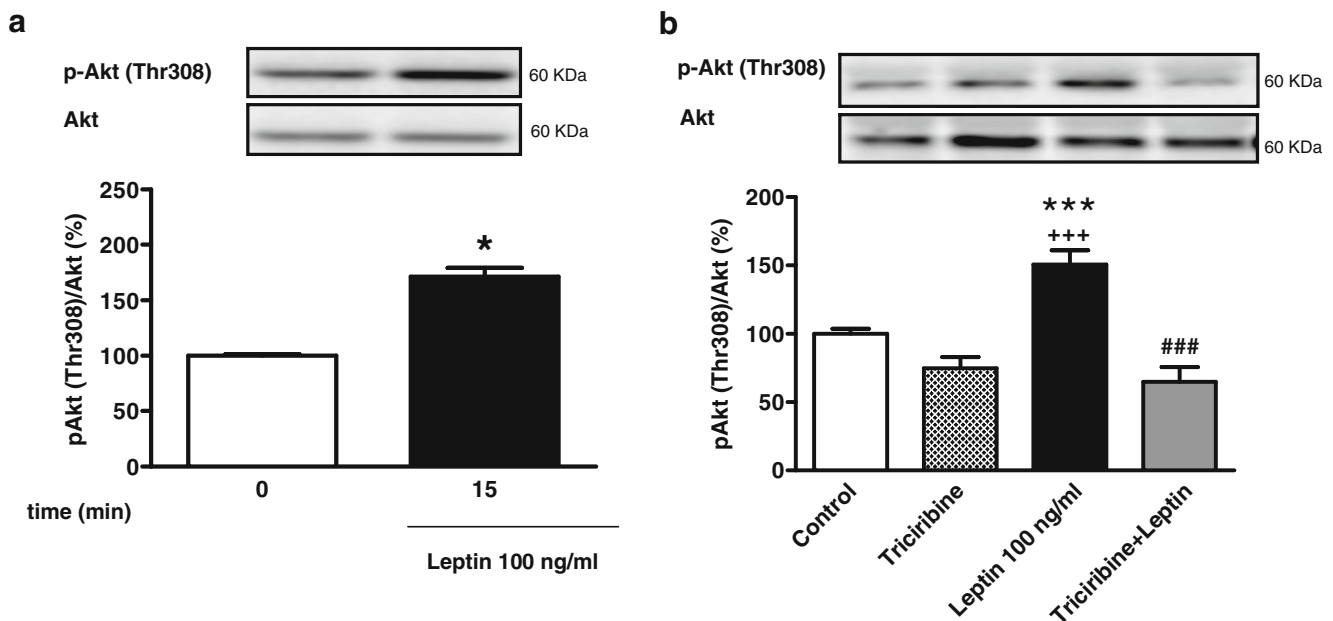 a
p-Akt (Thr308)
60 KDa
Akt
60 KDa
pAkt (Thr308)/Akt (%)
250
200
150
100
50
0
*
0
15
time (min)
Leptin 100 ng/ml
b
p-Akt (Thr308)
60 KDa
Akt
60 KDa
pAkt (Thr308)/Akt (%)
200
150
100
50
0
***
+++
###
Control
Triciribine
Leptin 100 ng/ml
Triciribine+Leptin